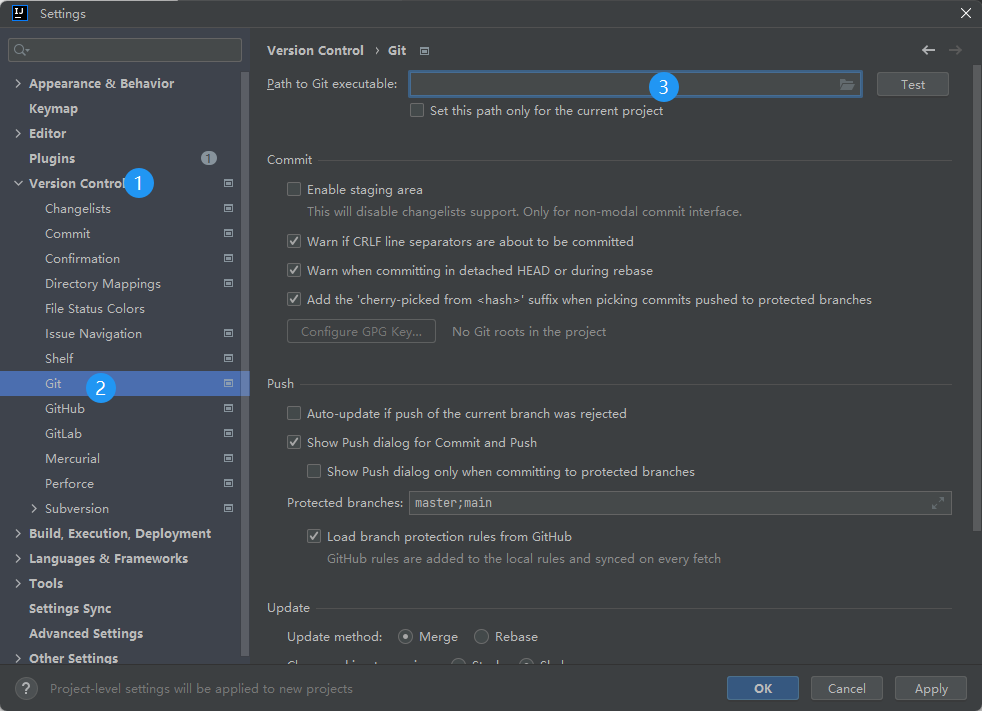 Settings
Appearance & Behavior
Keymap
Editor
Plugins 1
Version Control 1
Changelists
Commit
Confirmation
Directory Mappings
File Status Colors
Issue Navigation
Shelf
Git 2
GitHub
GitLab
Mercurial
Perforce
Subversion
Build, Execution, Deployment
Languages & Frameworks
Tools
Settings Sync
Advanced Settings
Other Settings
Version Control › Git
Path to Git executable: 3 Test
Set this path only for the current project
Commit
Enable staging area
This will disable changelists support. Only for non-modal commit interface.
Warn if CRLF line separators are about to be committed
Warn when committing in detached HEAD or during rebase
Add the 'cherry-picked from <hash>' suffix when picking commits pushed to protected branches
Configure GPG Key... No Git roots in the project
Push
Auto-update if push of the current branch was rejected
Show Push dialog for Commit and Push
Show Push dialog only when committing to protected branches
Protected branches: master;main
Load branch protection rules from GitHub
GitHub rules are added to the local rules and synced on every fetch
Update
Update method: Merge Rebase
? Project-level settings will be applied to new projects
OK Cancel Apply